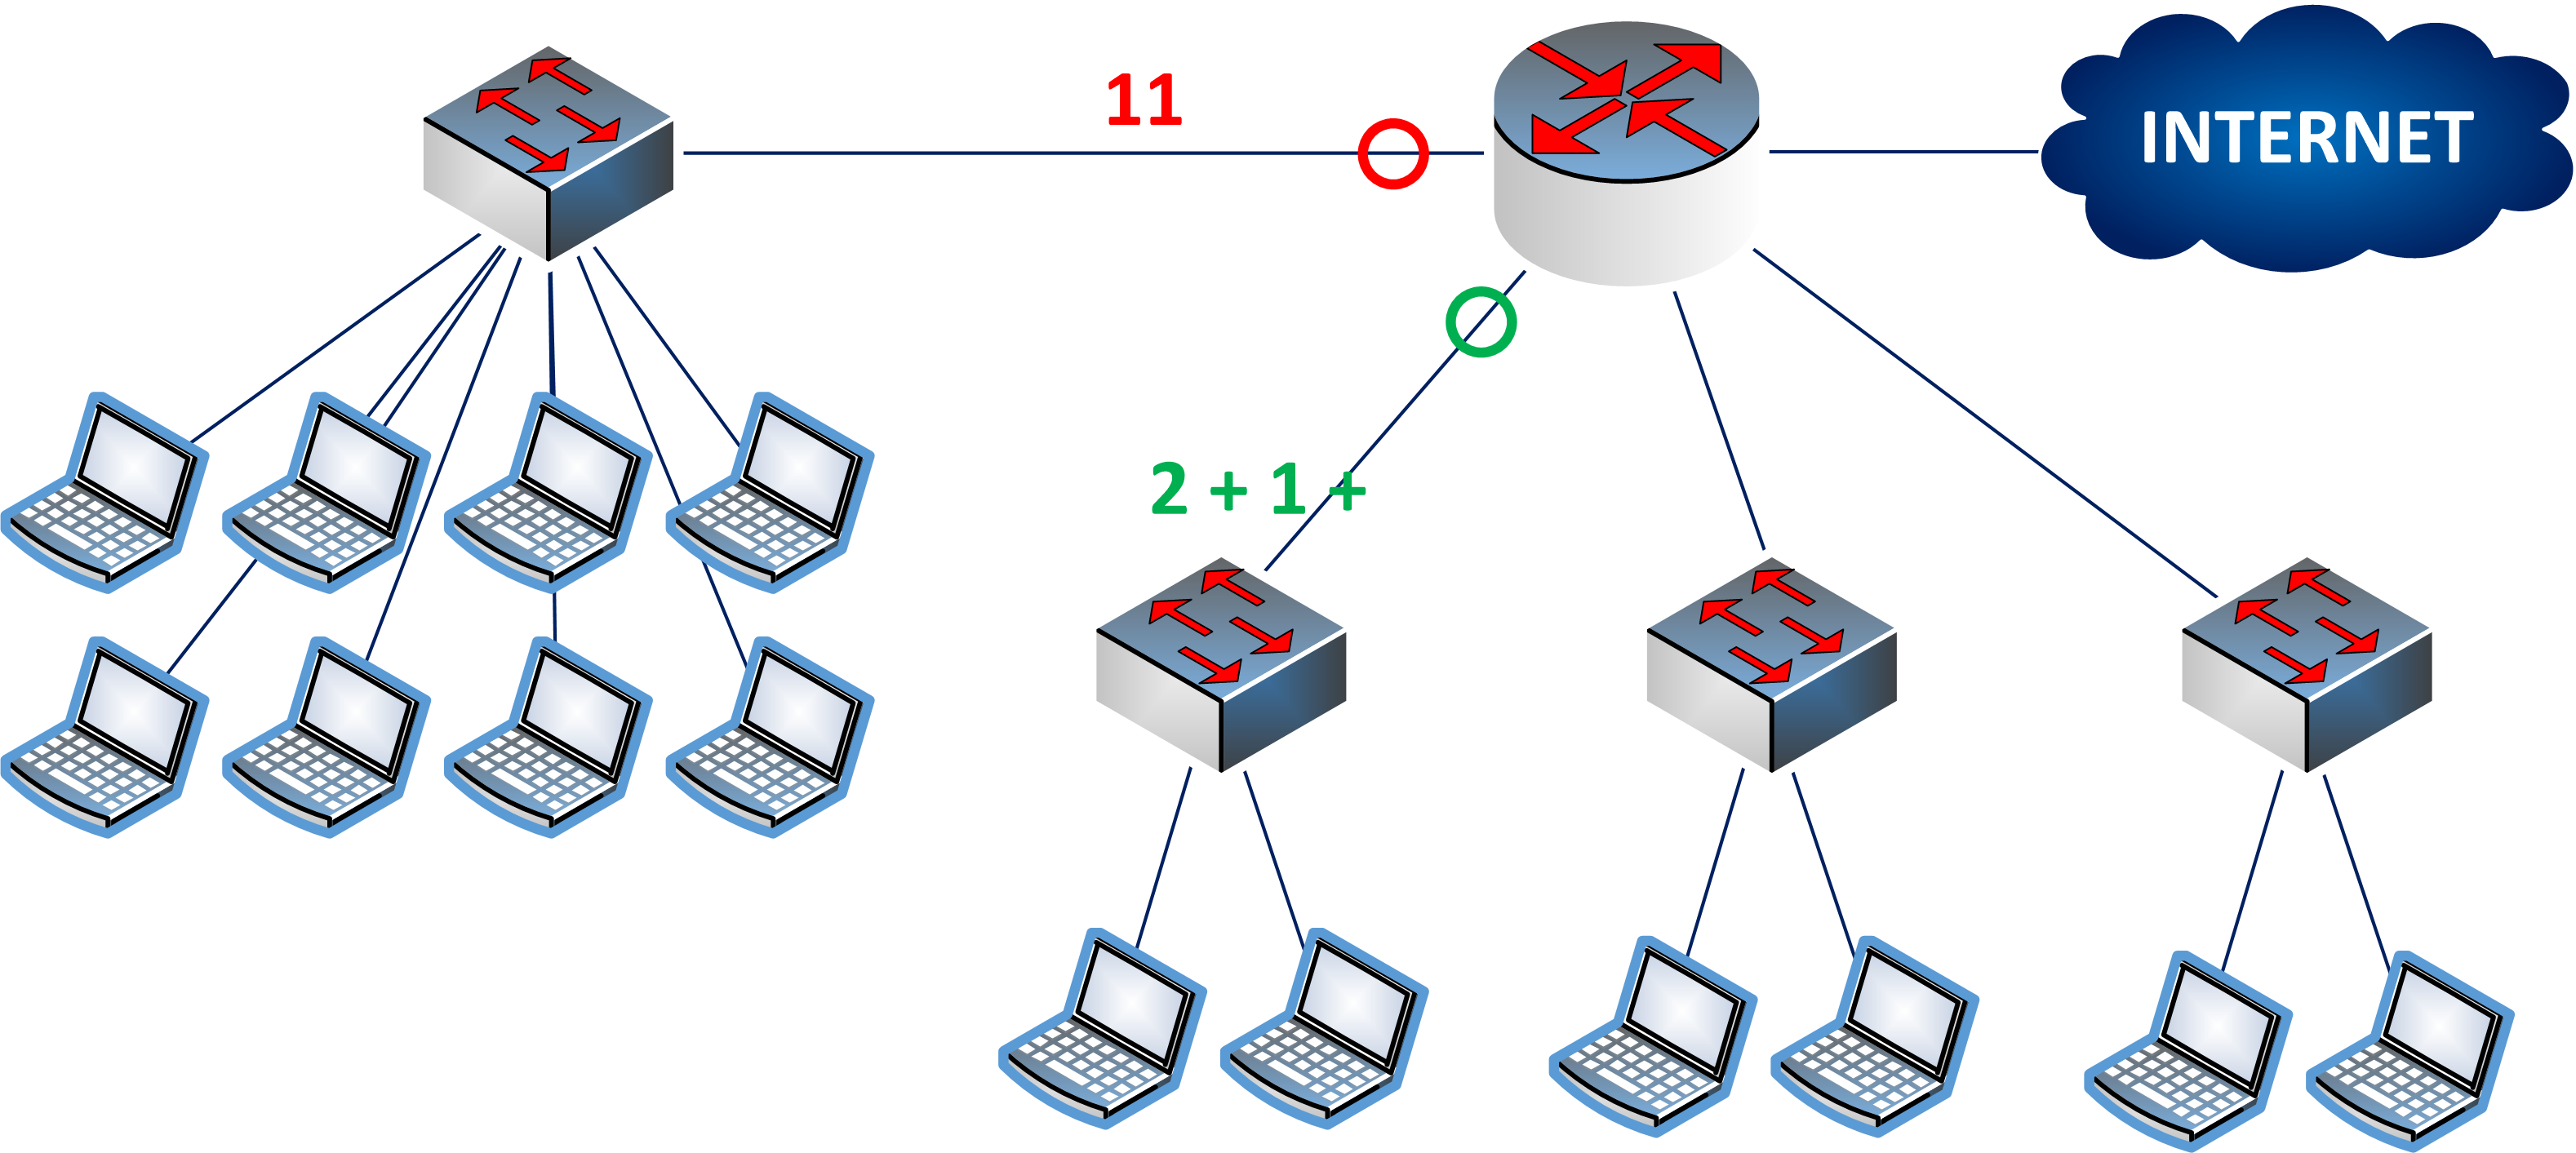 11
INTERNET
2 + 1 +